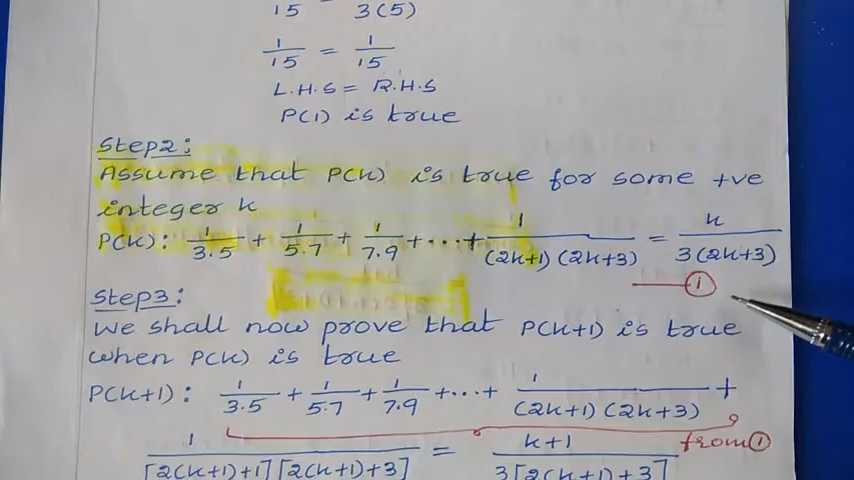 15 = 3(5)
1/15 = 1/15
L.H.S = R.H.S
P(1) is true
Step2:
Assume that P(k) is true for some +ve
integer k
P(k): 1/3.5 + 1/5.7 + 1/7.9 + ... + 1/(2k+1)(2k+3) = k/3(2k+3)
1
Step3:
We shall now prove that P(k+1) is true
when P(k) is true
P(k+1): 1/3.5 + 1/5.7 + 1/7.9 + ... + 1/(2k+1)(2k+3) +
from 1
1/[2(k+1)+1][2(k+1)+3] = k+1/3[2(k+1)+3]